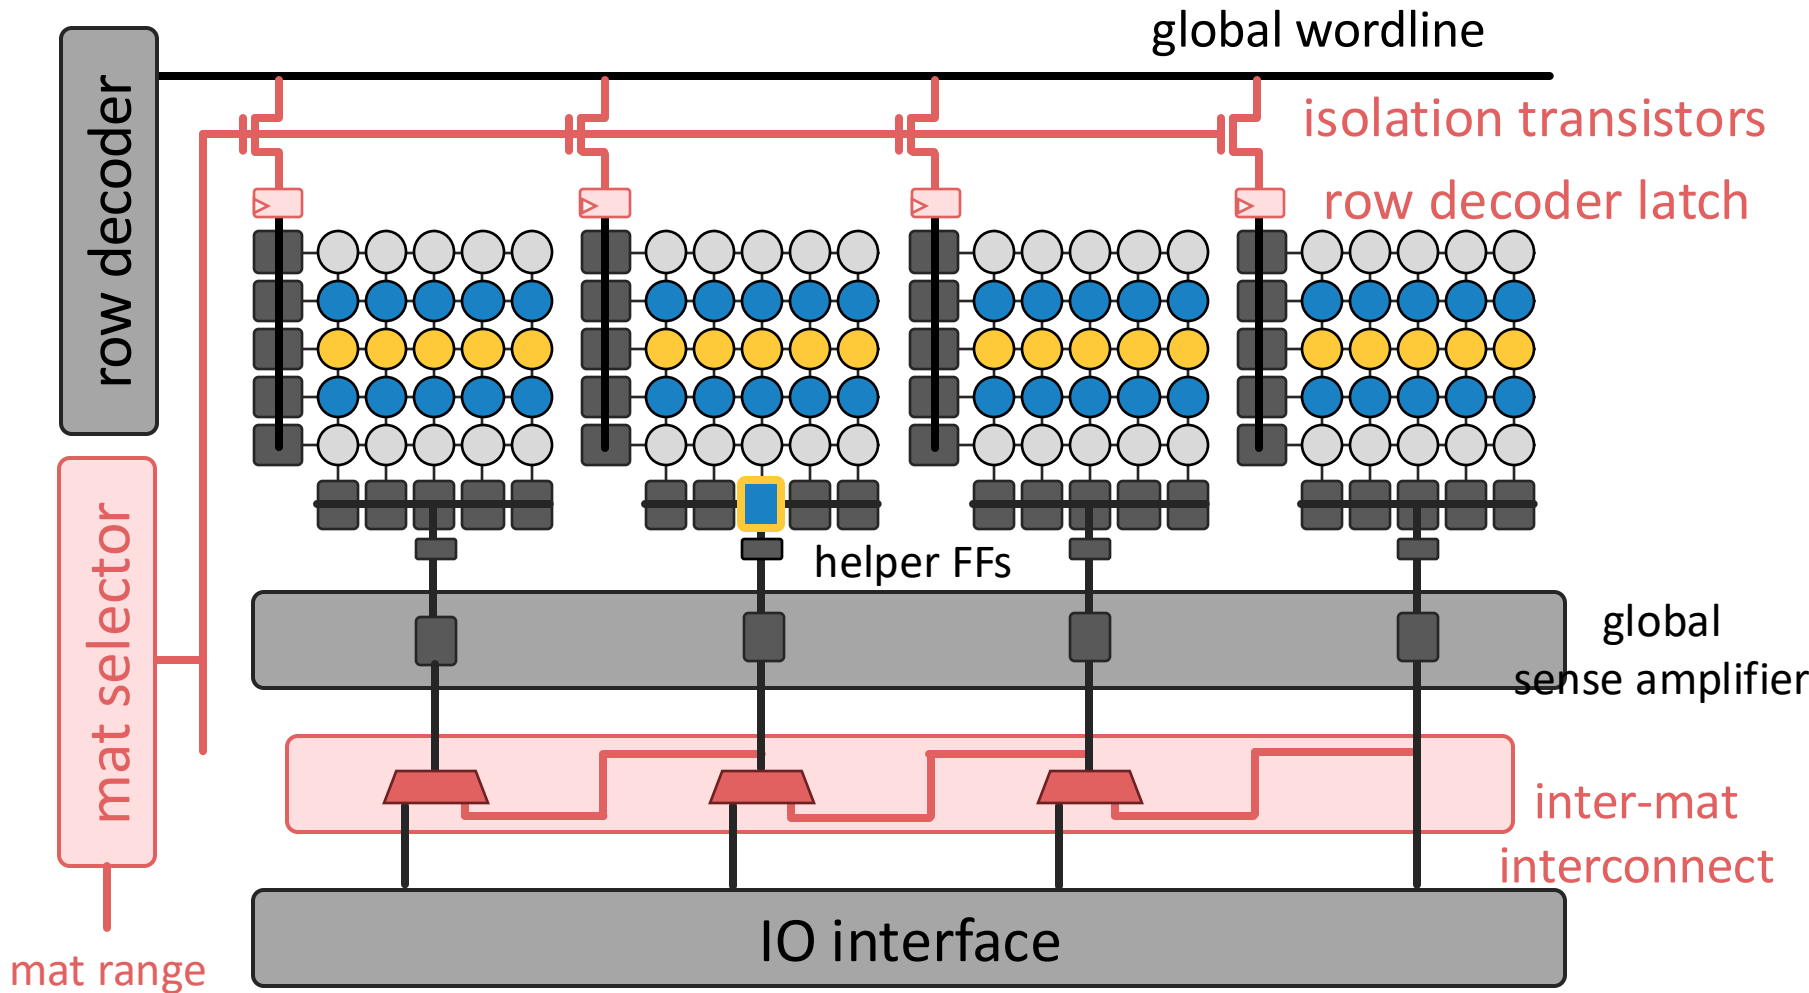 global wordline
row decoder
isolation transistors
row decoder latch
mat selector
helper FFs
global
sense amplifier
inter-mat
interconnect
IO interface
mat range